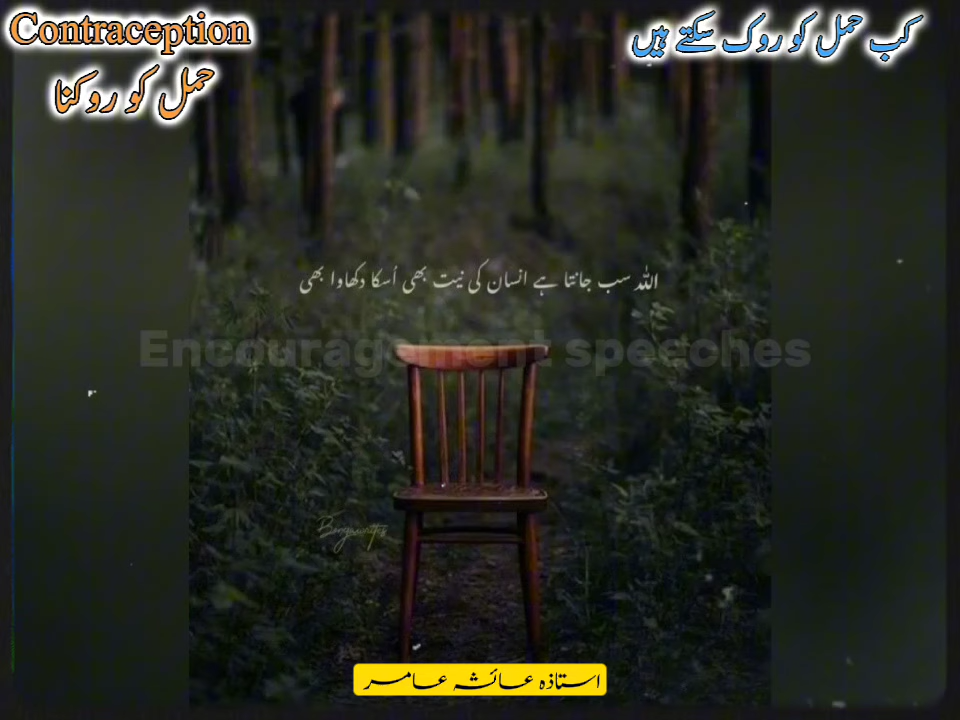 Contraception
حمل کو روکنا
کب حمل کو روک سکتے ہیں
اللہ سب جانتا ہے انسان کی نیت بھی اُسکا دکھاوا بھی
Encouragement speeches
استاذہ عائشہ عامر